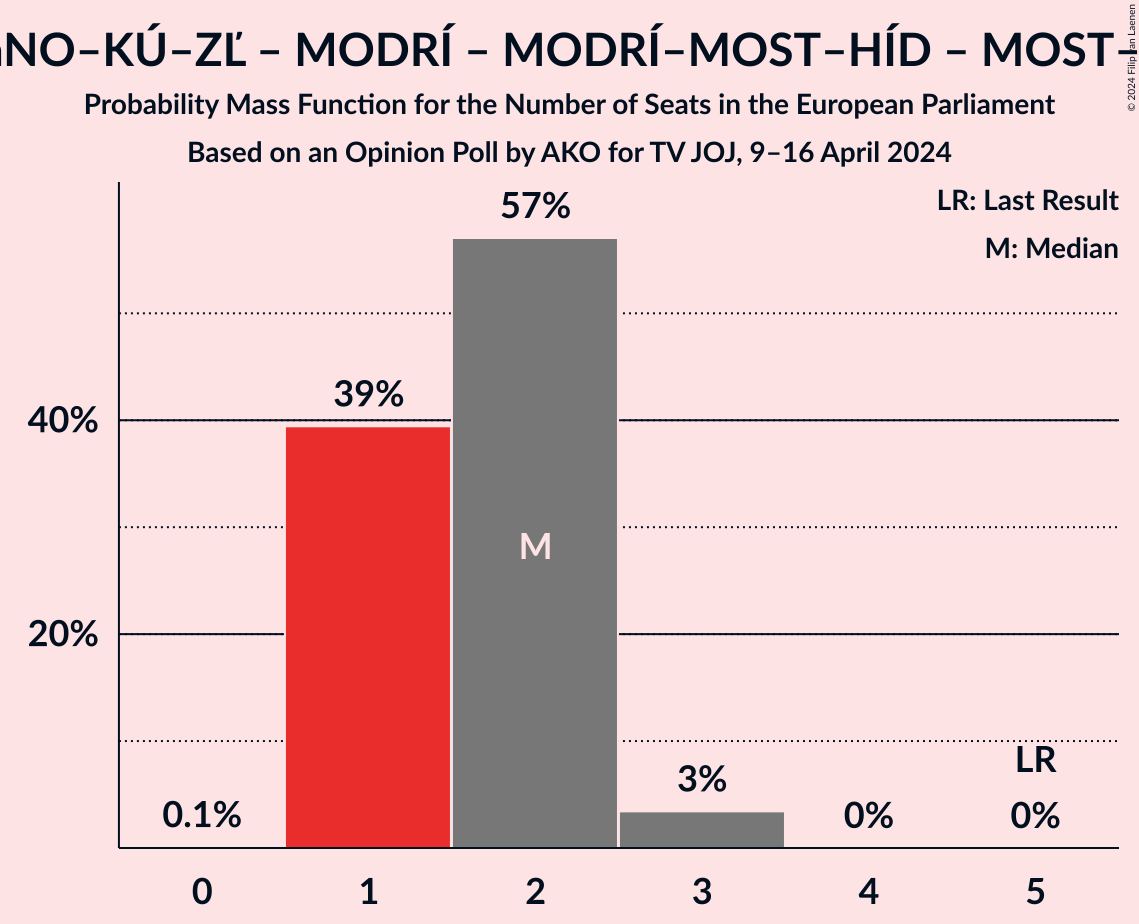 NO–KÚ–ZĽ – MODRÍ – MODRÍ–MOST–HÍD – MOST–
Probability Mass Function for the Number of Seats in the European Parliament
Based on an Opinion Poll by AKO for TV JOJ, 9–16 April 2024
© 2024 Filip van Laenen
LR: Last Result
M: Median
57%
39%
40%
M
20%
LR
3%
0.1%
0%
0%
0 1 2 3 4 5